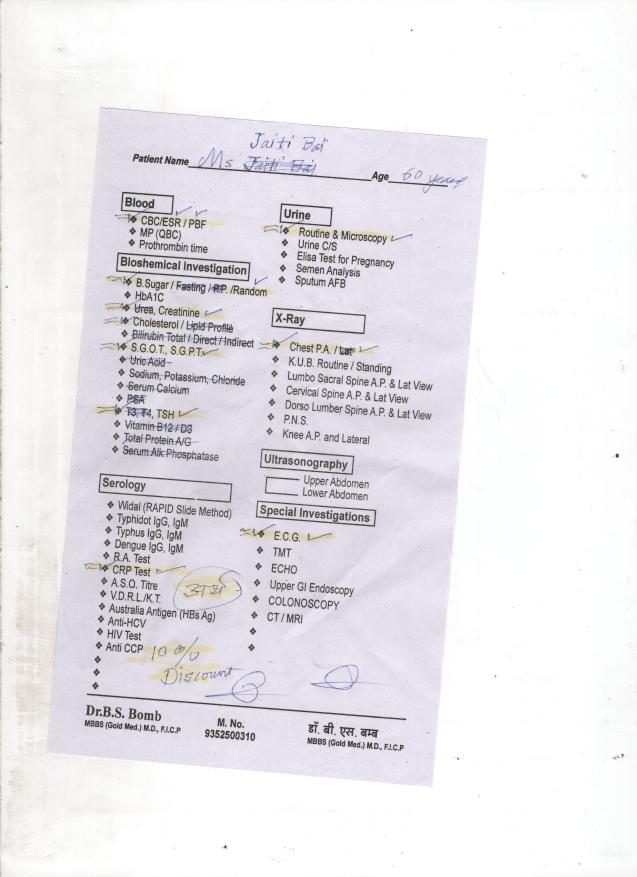 Jaiti Bai
Patient Name Ms Jaiti Bai Age 60 years
Blood
❖ CBC/ESR / PBF
❖ MP (QBC)
❖ Prothrombin time
Bioshemical Investigation
❖ B.Sugar / Fasting / P.P. /Random
❖ HbA1C
❖ Urea, Creatinine
❖ Cholesterol / Lipid Profile
❖ Bilirubin Total / Direct / Indirect
❖ S.G.O.T., S.G.P.T.
❖ Uric Acid
❖ Sodium, Potassium, Chloride
❖ Serum Calcium
❖ PSA
❖ T3, T4, TSH
❖ Vitamin B12 / D3
❖ Total Protein A/G
❖ Serum Alk Phosphatase
Serology
❖ Widal (RAPID Slide Method)
❖ Typhidot IgG, IgM
❖ Typhus IgG, IgM
❖ Dengue IgG, IgM
❖ R.A. Test
❖ CRP Test
❖ A.S.O. Titre
❖ V.D.R.L./K.T.
❖ Australia Antigen (HBs Ag)
❖ Anti-HCV
❖ HIV Test
❖ Anti CCP
10 %
Discount
Urine
❖ Routine & Microscopy
❖ Urine C/S
❖ Elisa Test for Pregnancy
❖ Semen Analysis
❖ Sputum AFB
X-Ray
❖ Chest P.A. / Lat
❖ K.U.B. Routine / Standing
❖ Lumbo Sacral Spine A.P. & Lat View
❖ Cervical Spine A.P. & Lat View
❖ Dorso Lumber Spine A.P. & Lat View
❖ P.N.S.
❖ Knee A.P. and Lateral
Ultrasonography
Upper Abdomen
Lower Abdomen
Special Investigations
❖ E.C.G.
❖ TMT
❖ ECHO
❖ Upper GI Endoscopy
❖ COLONOSCOPY
❖ CT / MRI
Dr.B.S. Bomb
MBBS (Gold Med.) M.D., F.I.C.P
M. No.
9352500310
डॉ. बी. एस. बम्ब
MBBS (Gold Med.) M.D., F.I.C.P